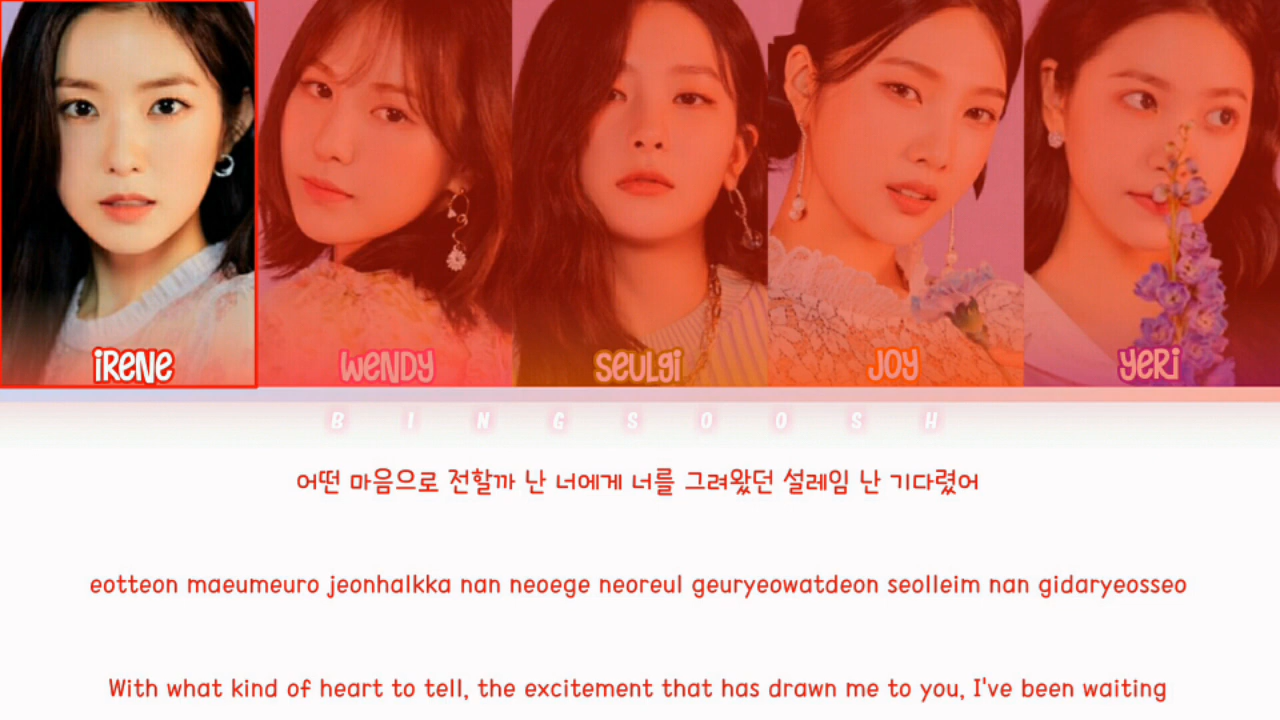 iRENE WENDY SEULGi JOY YERi
B I N G S O O S H
어떤 마음으로 전할까 난 너에게 너를 그려왔던 설레임 난 기다렸어
eotteon maeumeuro jeonhalkka nan neoege neoreul geuryeowatdeon seolleim nan gidaryeosseo
With what kind of heart to tell, the excitement that has drawn me to you, I've been waiting